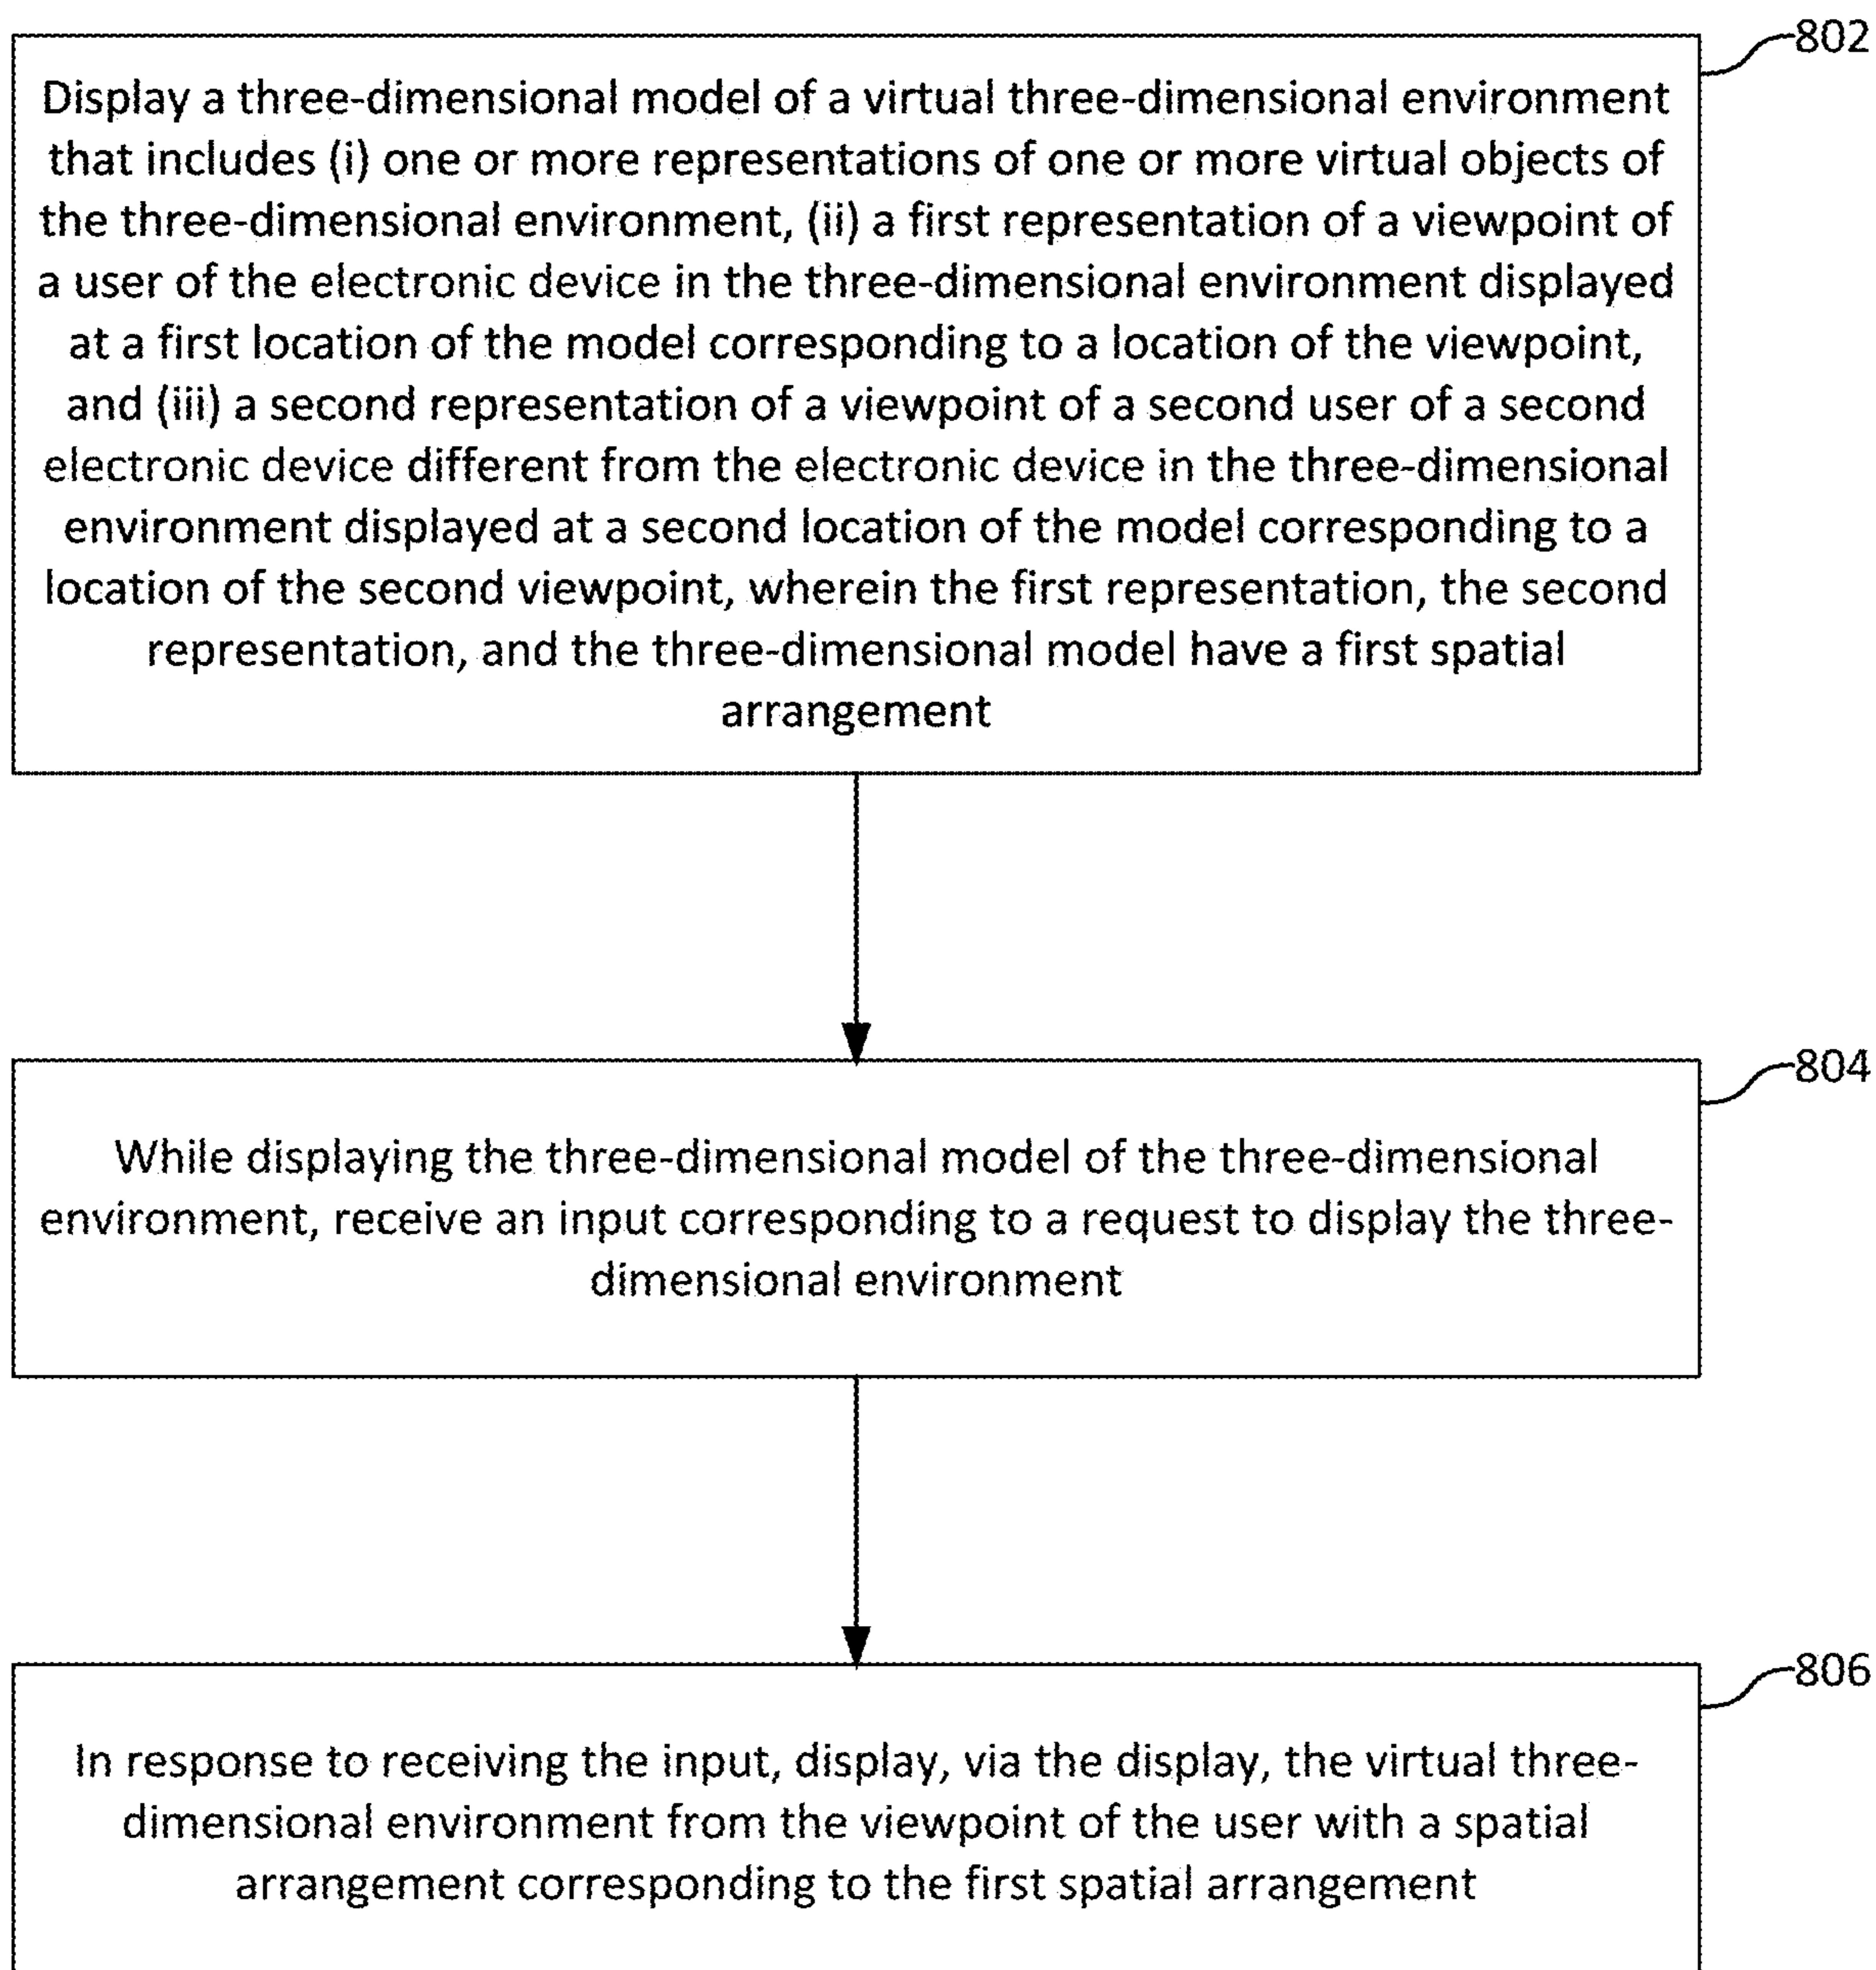 802
Display a three-dimensional model of a virtual three-dimensional environment
that includes (i) one or more representations of one or more virtual objects of
the three-dimensional environment, (ii) a first representation of a viewpoint of
a user of the electronic device in the three-dimensional environment displayed
at a first location of the model corresponding to a location of the viewpoint,
and (iii) a second representation of a viewpoint of a second user of a second
electronic device different from the electronic device in the three-dimensional
environment displayed at a second location of the model corresponding to a
location of the second viewpoint, wherein the first representation, the second
representation, and the three-dimensional model have a first spatial
arrangement
804
While displaying the three-dimensional model of the three-dimensional
environment, receive an input corresponding to a request to display the three-
dimensional environment
806
In response to receiving the input, display, via the display, the virtual three-
dimensional environment from the viewpoint of the user with a spatial
arrangement corresponding to the first spatial arrangement